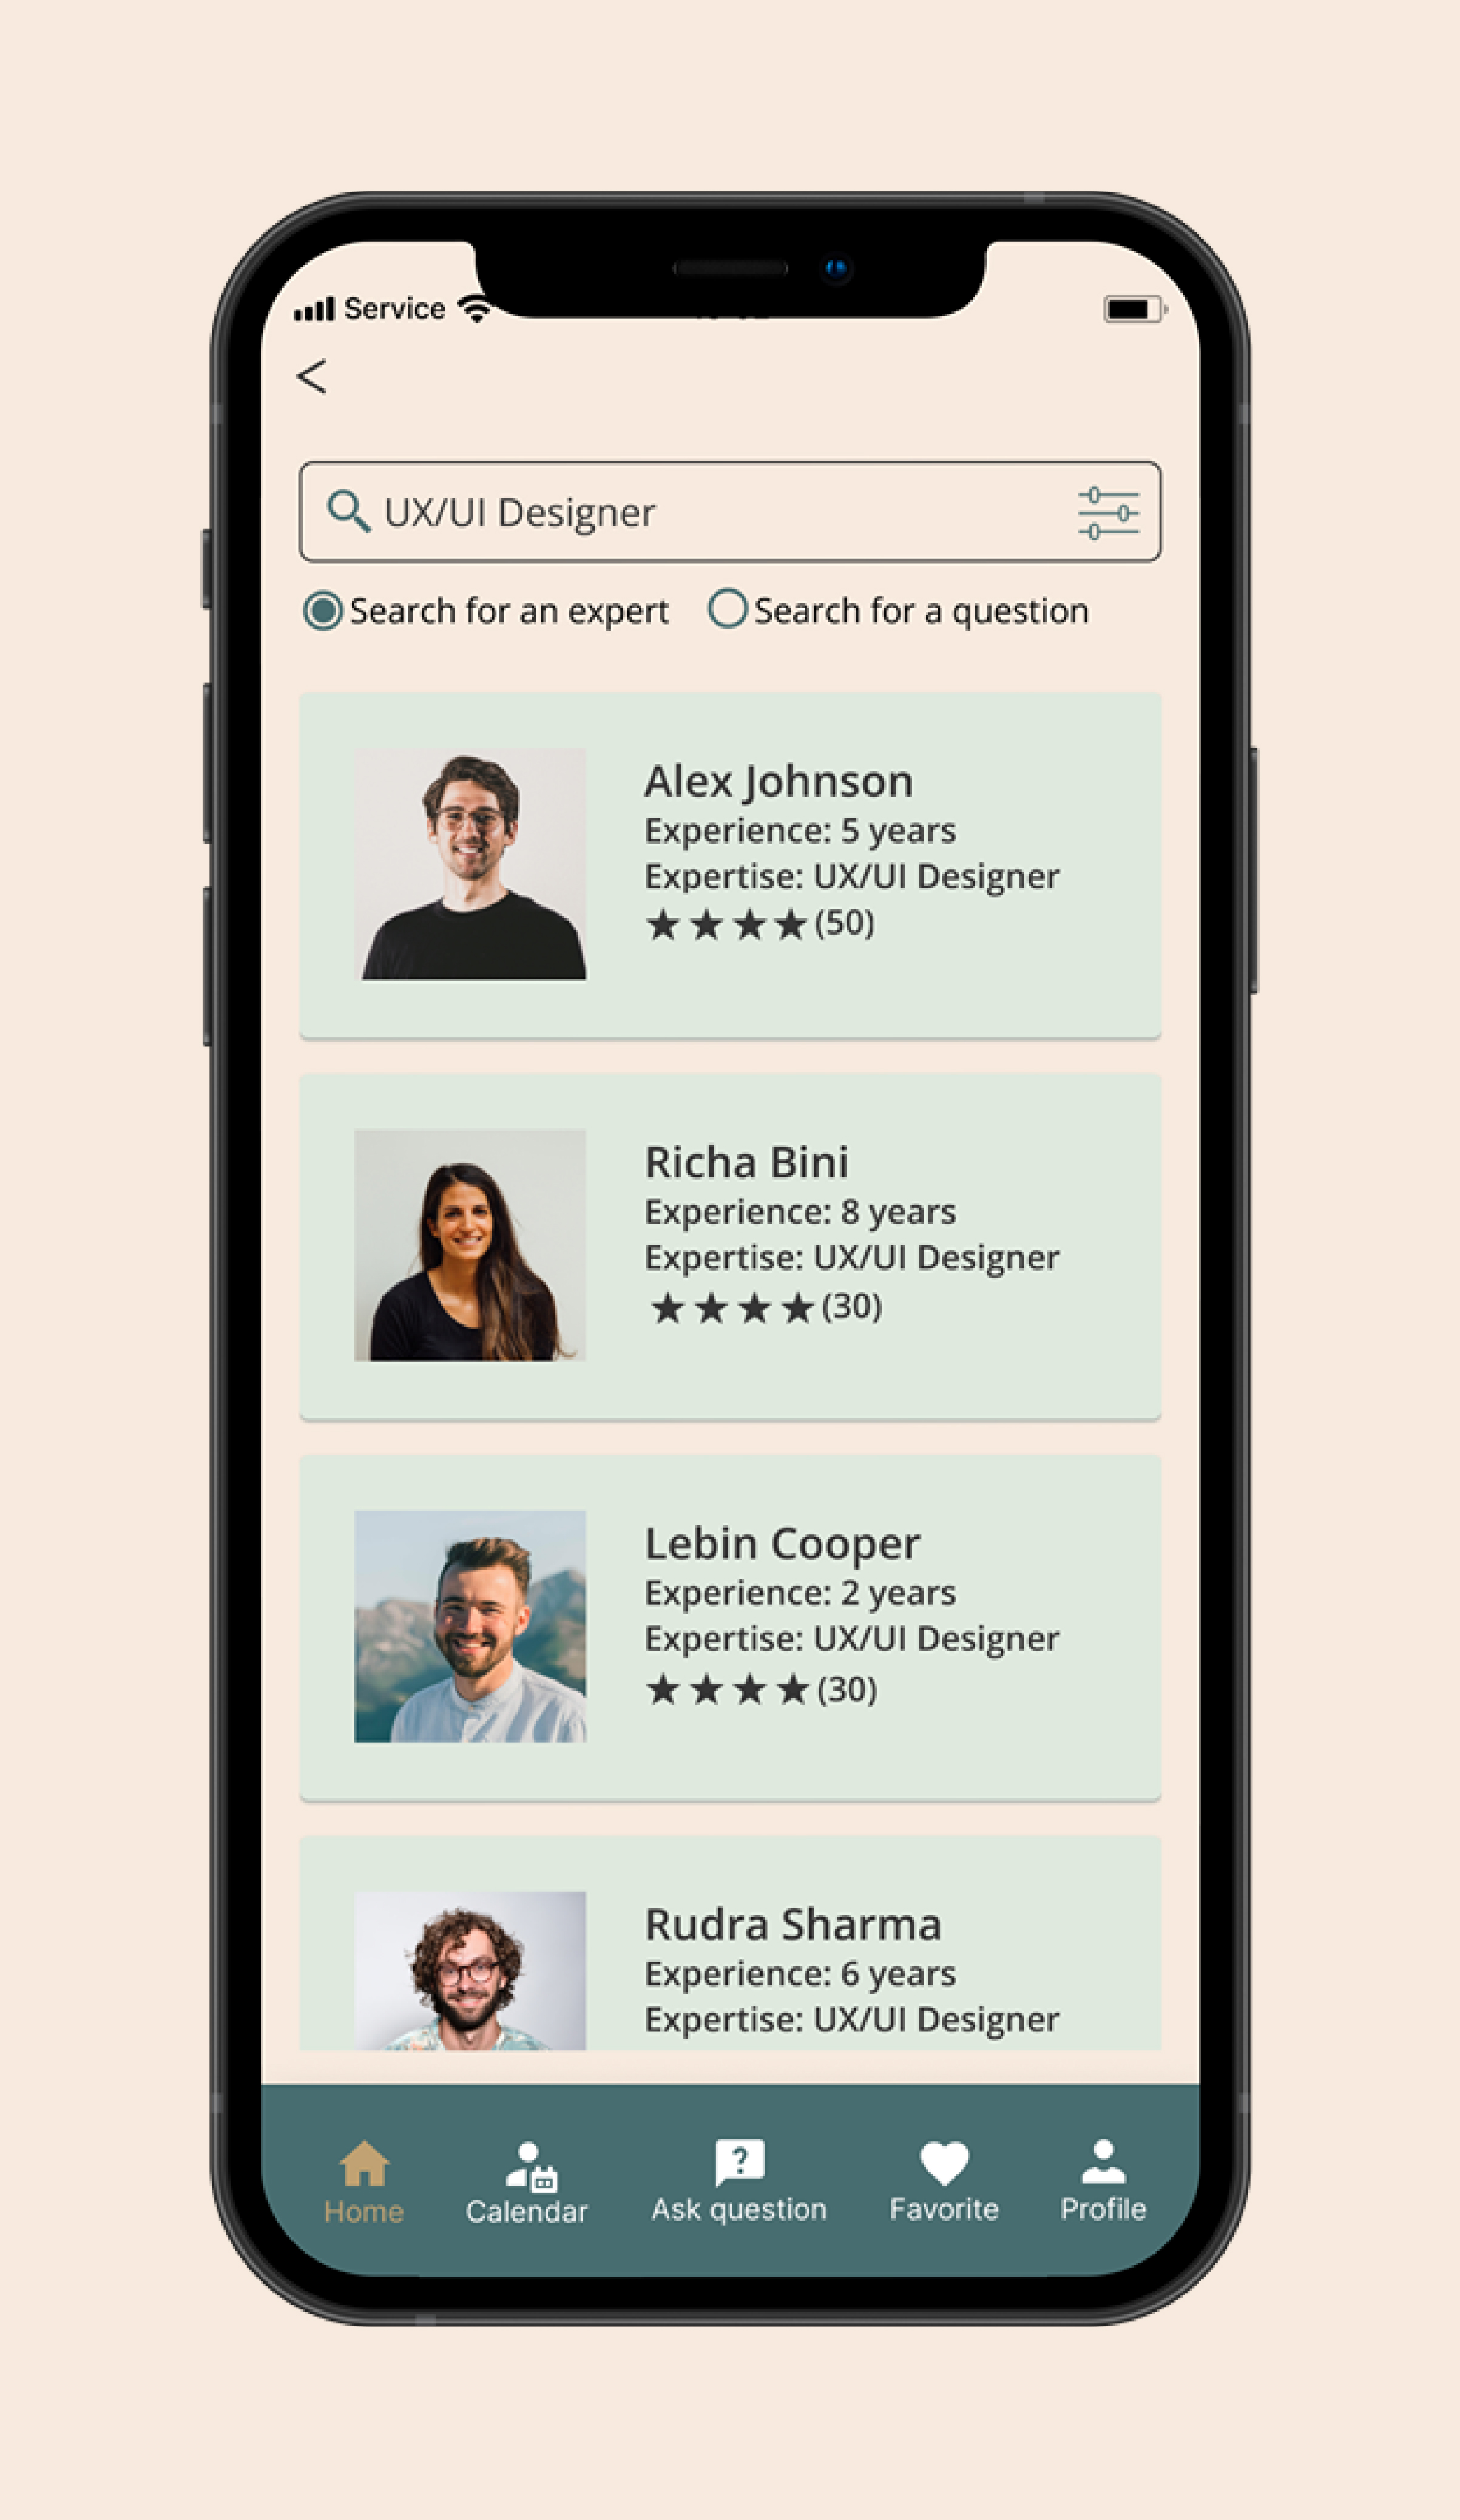 Service
<
UX/UI Designer
Search for an expert Search for a question
Alex Johnson
Experience: 5 years
Expertise: UX/UI Designer
★★★★(50)
Richa Bini
Experience: 8 years
Expertise: UX/UI Designer
★★★★(30)
Lebin Cooper
Experience: 2 years
Expertise: UX/UI Designer
★★★★(30)
Rudra Sharma
Experience: 6 years
Expertise: UX/UI Designer
?
Home Calendar Ask question Favorite Profile